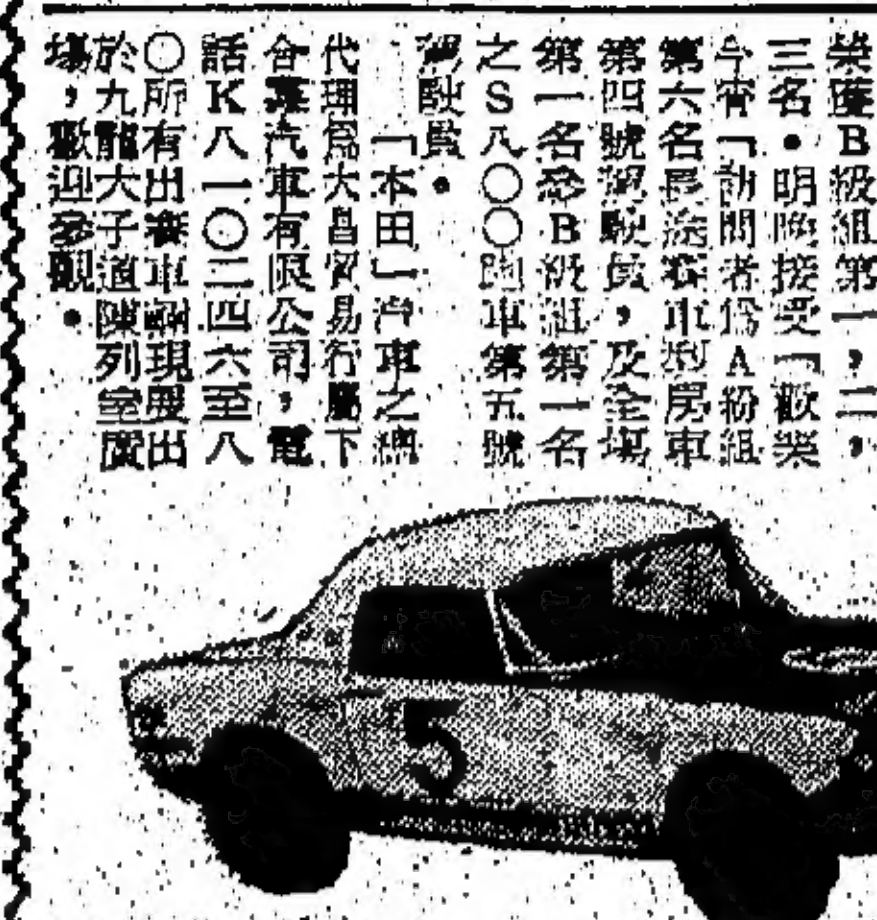 榮獲B級組第一,二,
三名。明晚接受「歡樂
今宵「訪問者為A級組
第六名長途客車型房車
第四號駕駛員,及全場
第一名B級組第一名
之S八〇〇跑車第五號
駕駛員。
「本田」汽車之總
代理為大昌貿易行屬下
合羣汽車有限公司,電
話K八一〇二四六至八
〇所有出賽車輛現展出
於九龍太子道陳列室廣
場,歡迎參觀。
5